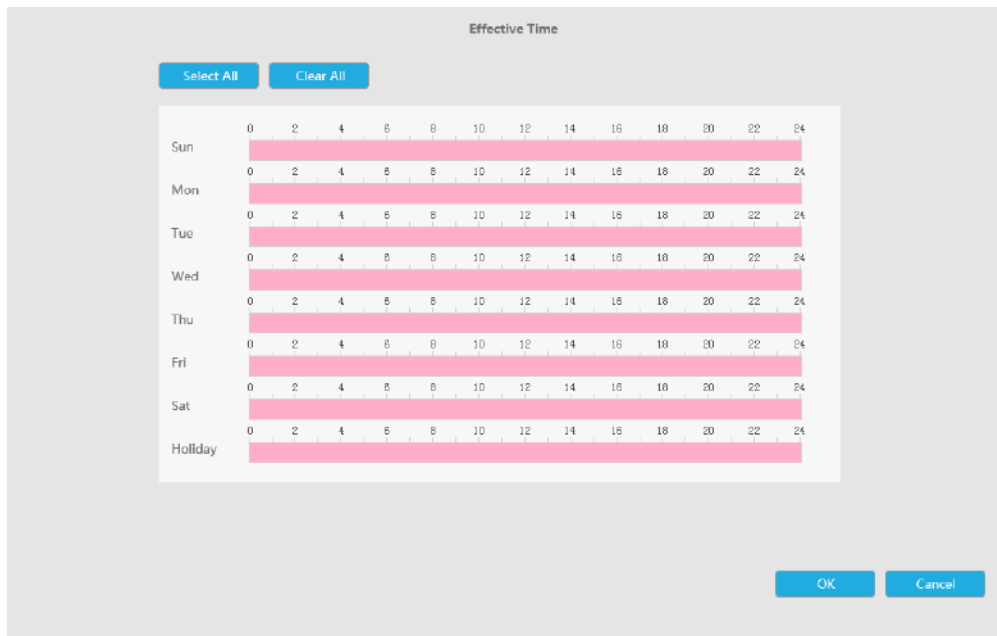 Effective Time
Select All Clear All
0 2 4 6 8 10 12 14 16 18 20 22 24
Sun
0 2 4 6 8 10 12 14 16 18 20 22 24
Mon
0 2 4 6 8 10 12 14 16 18 20 22 24
Tue
0 2 4 6 8 10 12 14 16 18 20 22 24
Wed
0 2 4 6 8 10 12 14 16 18 20 22 24
Thu
0 2 4 6 8 10 12 14 16 18 20 22 24
Fri
0 2 4 6 8 10 12 14 16 18 20 22 24
Sat
0 2 4 6 8 10 12 14 16 18 20 22 24
Holiday
OK Cancel